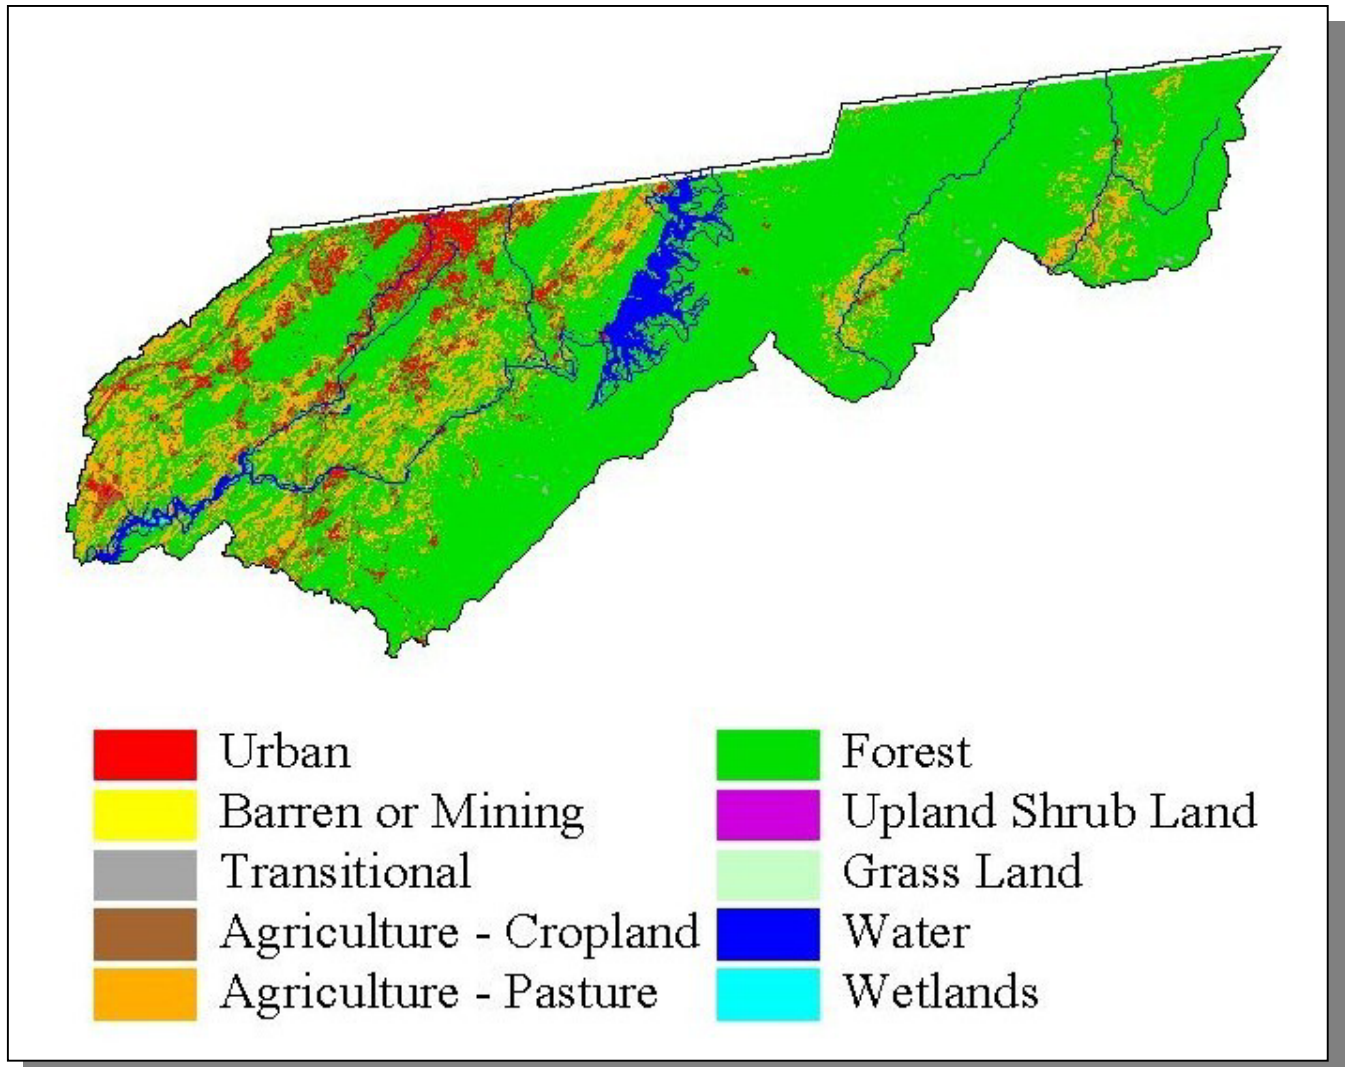 Urban
Barren or Mining
Transitional
Agriculture - Cropland
Agriculture - Pasture
Forest
Upland Shrub Land
Grass Land
Water
Wetlands